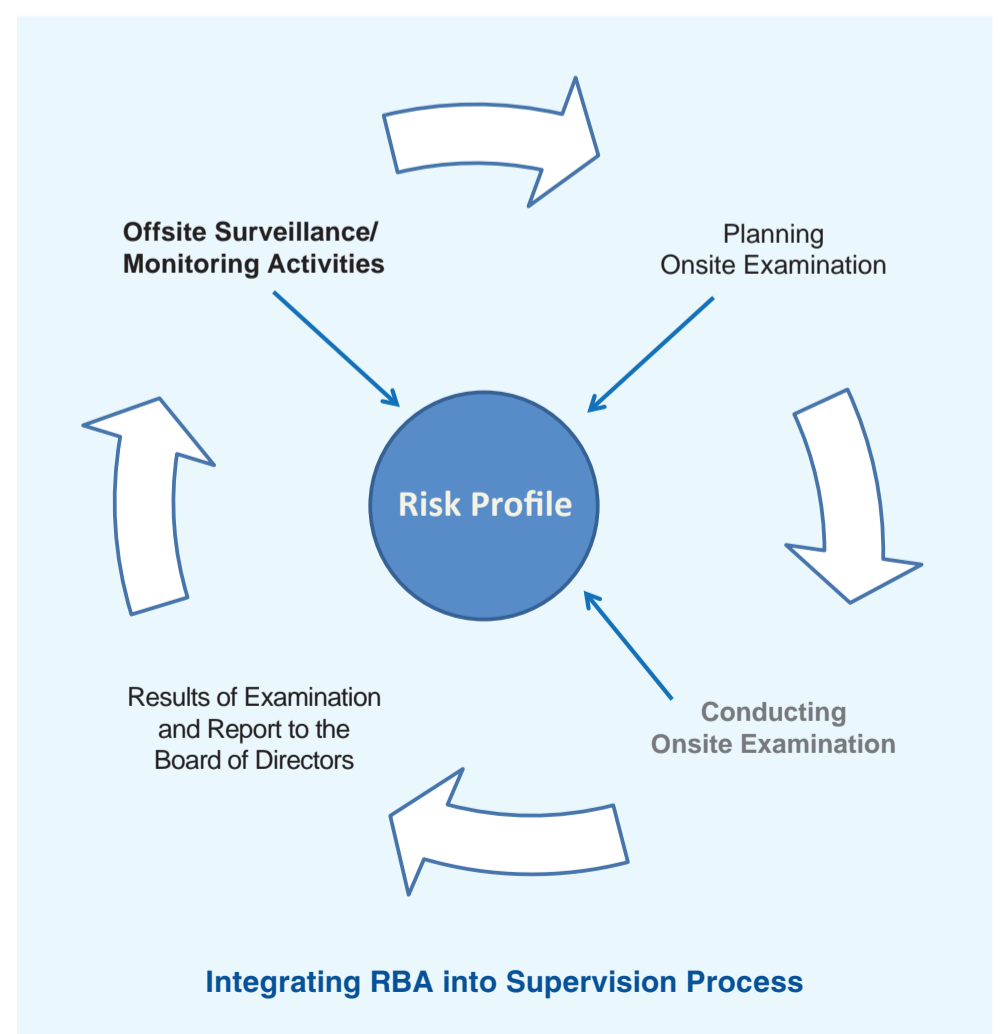 Offsite Surveillance/
Monitoring Activities
Planning
Onsite Examination
Risk Profile
Results of Examination
and Report to the
Board of Directors
Conducting
Onsite Examination
Integrating RBA into Supervision Process